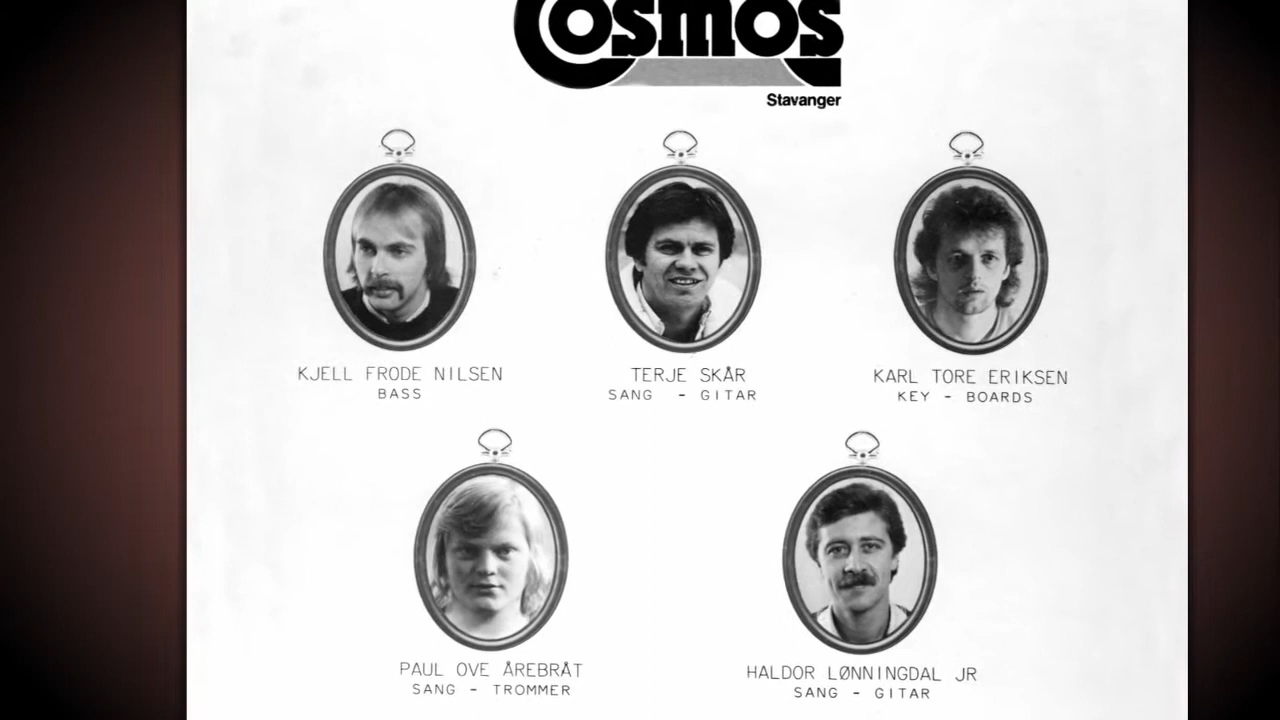 Cosmos
Stavanger
KJELL FRODE NILSEN
BASS
TERJE SKÅR
SANG - GITAR
KARL TORE ERIKSEN
KEY - BOARDS
PAUL OVE ÅREBRÅT
SANG - TROMMER
HALDOR LØNNINGDAL JR
SANG - GITAR